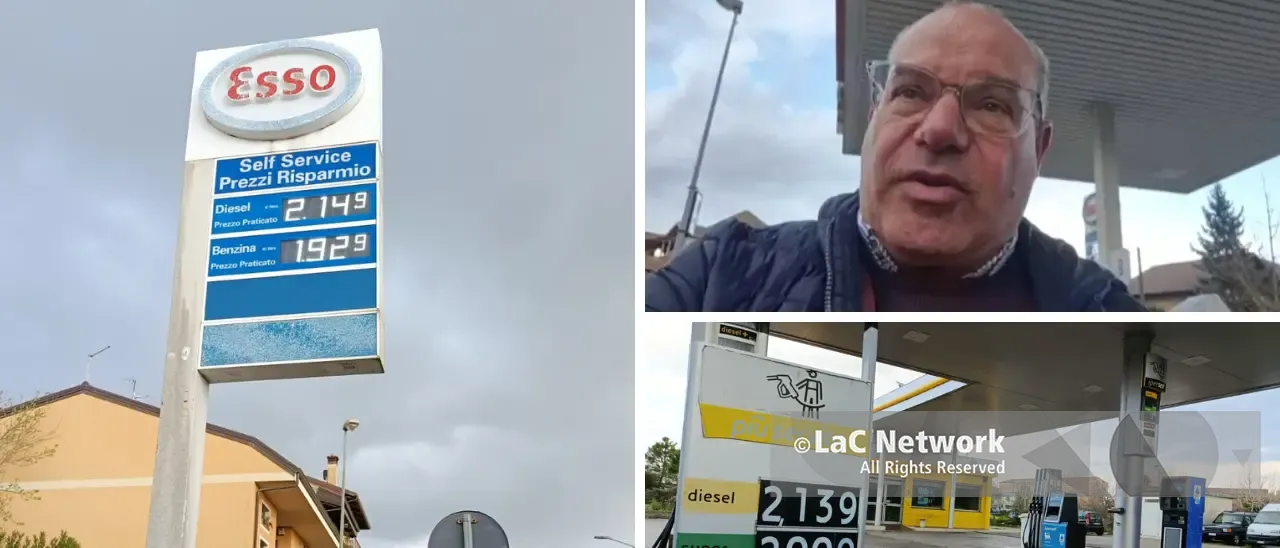 Esso
Self Service
Prezzi Risparmio
Diesel
2.149
Prezzo Praticato
Benzina
1.929
Prezzo Praticato
diesel+
© LaC Network
All Rights Reserved
diesel
2,139